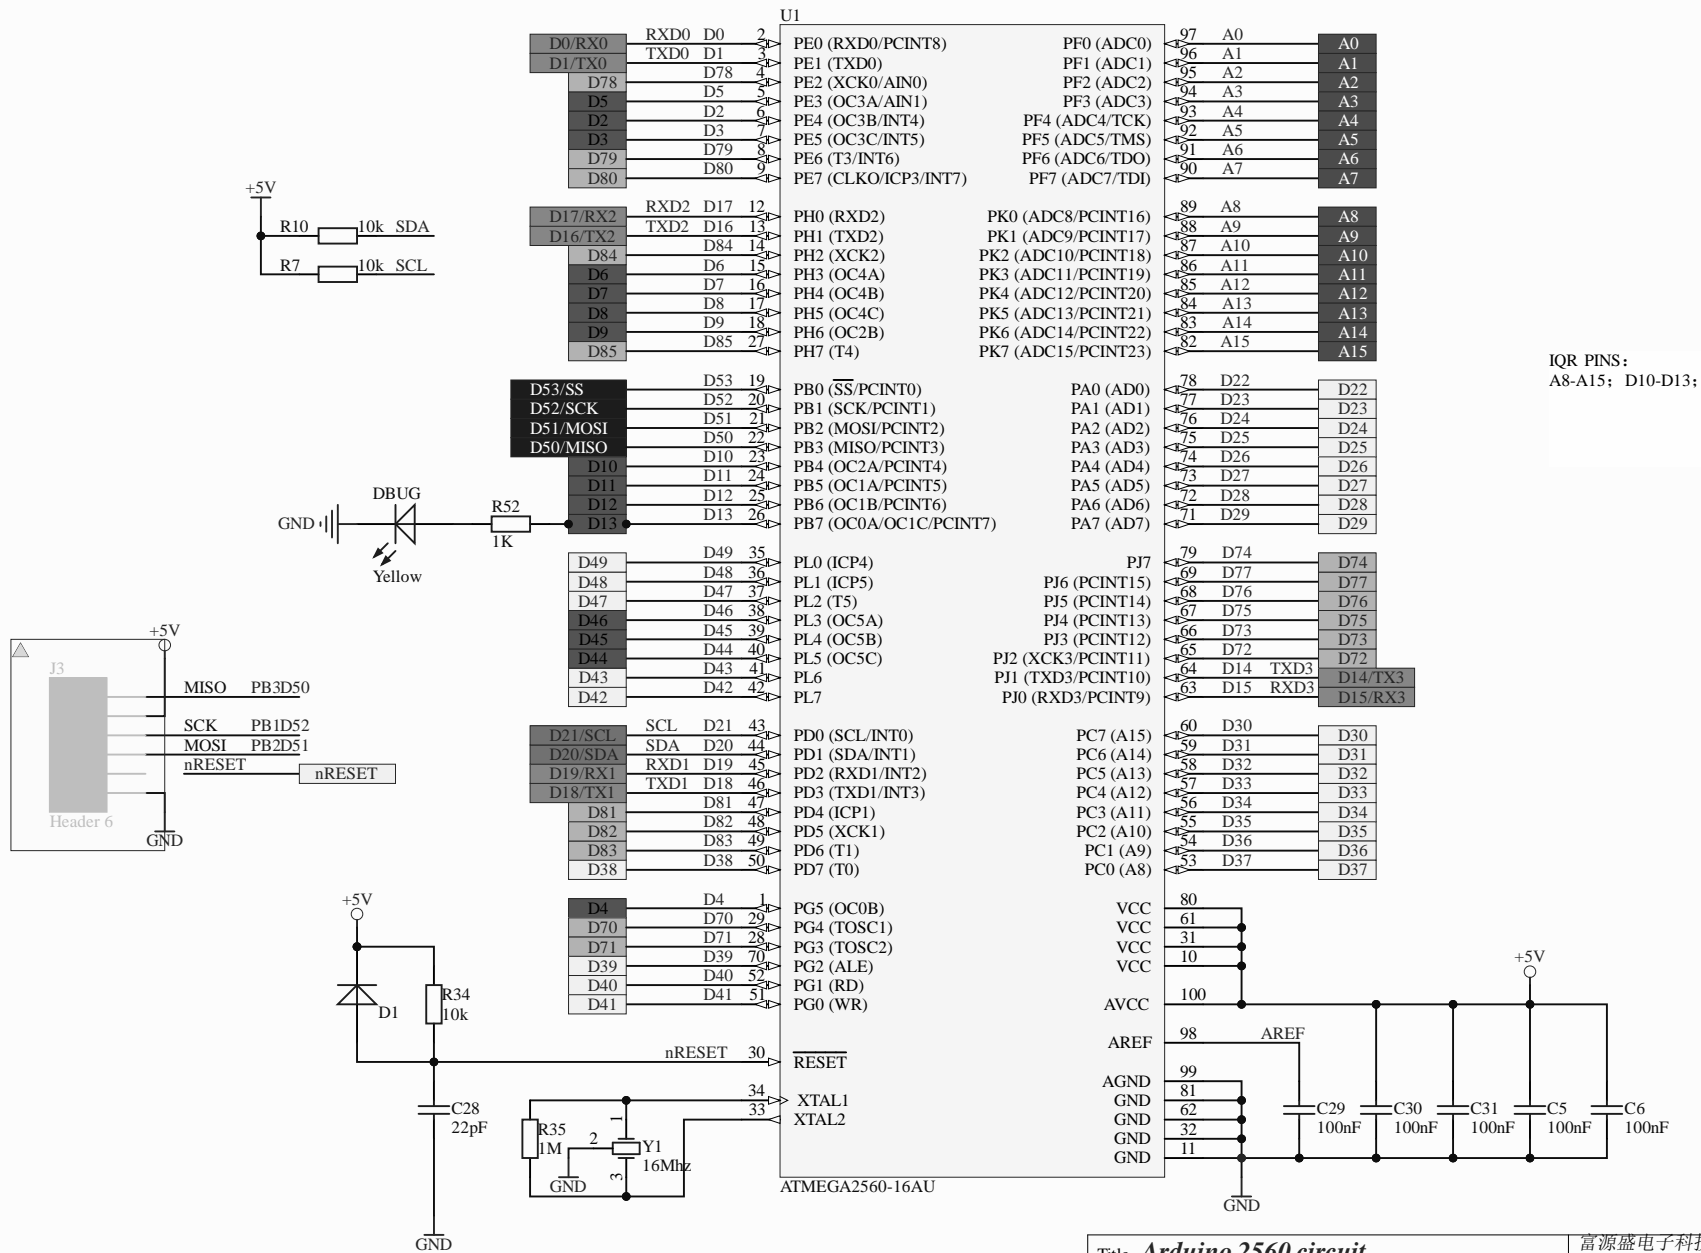 U1
D0/RX0 RXD0 D0 2 PE0 (RXD0/PCINT8) PF0 (ADC0) 97 A0 A0
D1/TX0 TXD0 D1 3 PE1 (TXD0) PF1 (ADC1) 96 A1 A1
D78 D78 4 PE2 (XCK0/AIN0) PF2 (ADC2) 95 A2 A2
D5 D5 5 PE3 (OC3A/AIN1) PF3 (ADC3) 94 A3 A3
D2 D2 6 PE4 (OC3B/INT4) PF4 (ADC4/TCK) 93 A4 A4
D3 D3 7 PE5 (OC3C/INT5) PF5 (ADC5/TMS) 92 A5 A5
D79 D79 8 PE6 (T3/INT6) PF6 (ADC6/TDO) 91 A6 A6
D80 D80 9 PE7 (CLKO/ICP3/INT7) PF7 (ADC7/TDI) 90 A7 A7
+5V
R10 10k SDA
R7 10k SCL
D17/RX2 RXD2 D17 12 PH0 (RXD2) PK0 (ADC8/PCINT16) 89 A8 A8
D16/TX2 TXD2 D16 13 PH1 (TXD2) PK1 (ADC9/PCINT17) 88 A9 A9
D84 D84 14 PH2 (XCK2) PK2 (ADC10/PCINT18) 87 A10 A10
D6 D6 15 PH3 (OC4A) PK3 (ADC11/PCINT19) 86 A11 A11
D7 D7 16 PH4 (OC4B) PK4 (ADC12/PCINT20) 85 A12 A12
D8 D8 17 PH5 (OC4C) PK5 (ADC13/PCINT21) 84 A13 A13
D9 D9 18 PH6 (OC2B) PK6 (ADC14/PCINT22) 83 A14 A14
D85 D85 27 PH7 (T4) PK7 (ADC15/PCINT23) 82 A15 A15
IQR PINS：
A8-A15；D10-D13；
D53/SS D53 19 PB0 (SS/PCINT0) PA0 (AD0) 78 D22 D22
D52/SCK D52 20 PB1 (SCK/PCINT1) PA1 (AD1) 77 D23 D23
D51/MOSI D51 21 PB2 (MOSI/PCINT2) PA2 (AD2) 76 D24 D24
D50/MISO D50 22 PB3 (MISO/PCINT3) PA3 (AD3) 75 D25 D25
D10 D10 23 PB4 (OC2A/PCINT4) PA4 (AD4) 74 D26 D26
D11 D11 24 PB5 (OC1A/PCINT5) PA5 (AD5) 73 D27 D27
D12 D12 25 PB6 (OC1B/PCINT6) PA6 (AD6) 72 D28 D28
D13 D13 26 PB7 (OC0A/OC1C/PCINT7) PA7 (AD7) 71 D29 D29
DBUG
R52
GND
1K
Yellow
D49 D49 35 PL0 (ICP4) PJ7 79 D74 D74
D48 D48 36 PL1 (ICP5) PJ6 (PCINT15) 69 D77 D77
D47 D47 37 PL2 (T5) PJ5 (PCINT14) 68 D76 D76
D46 D46 38 PL3 (OC5A) PJ4 (PCINT13) 67 D75 D75
D45 D45 39 PL4 (OC5B) PJ3 (PCINT12) 66 D73 D73
D44 D44 40 PL5 (OC5C) PJ2 (XCK3/PCINT11) 65 D72 D72
D43 D43 41 PL6 PJ1 (TXD3/PCINT10) 64 D14 TXD3 D14/TX3
D42 D42 42 PL7 PJ0 (RXD3/PCINT9) 63 D15 RXD3 D15/RX3
+5V
J3
MISO PB3D50
SCK PB1D52
MOSI PB2D51
nRESET nRESET
Header 6
GND
D21/SCL SCL D21 43 PD0 (SCL/INT0) PC7 (A15) 60 D30 D30
D20/SDA SDA D20 44 PD1 (SDA/INT1) PC6 (A14) 59 D31 D31
D19/RX1 RXD1 D19 45 PD2 (RXD1/INT2) PC5 (A13) 58 D32 D32
D18/TX1 TXD1 D18 46 PD3 (TXD1/INT3) PC4 (A12) 57 D33 D33
D81 D81 47 PD4 (ICP1) PC3 (A11) 56 D34 D34
D82 D82 48 PD5 (XCK1) PC2 (A10) 55 D35 D35
D83 D83 49 PD6 (T1) PC1 (A9) 54 D36 D36
D38 D38 50 PD7 (T0) PC0 (A8) 53 D37 D37
D4 D4 1 PG5 (OC0B) VCC 80
D70 D70 29 PG4 (TOSC1) VCC 61
D71 D71 28 PG3 (TOSC2) VCC 31
D39 D39 70 PG2 (ALE) VCC 10
D40 D40 52 PG1 (RD)
D41 D41 51 PG0 (WR) AVCC 100
+5V
D1
R34
10k
+5V
AREF 98 AREF
nRESET 30 RESET
AGND 99
34 XTAL1 GND 81
33 XTAL2 GND 62
GND 32
GND 11
C28
22pF
R35
1M
1
2
3
Y1
16Mhz
GND
C29
100nF
C30
100nF
C31
100nF
C5
100nF
C6
100nF
ATMEGA2560-16AU
GND
GND
Title Arduino 2560 circuit
富源盛电子科技